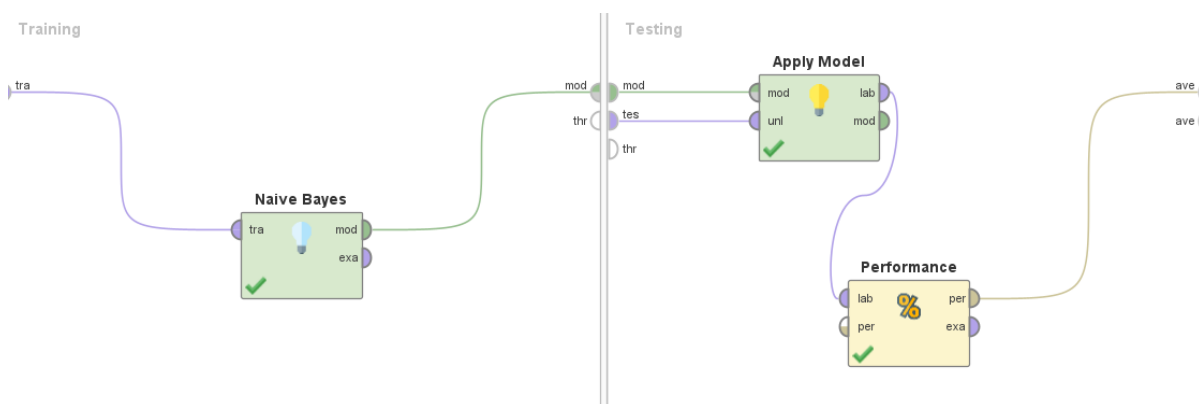 Training
tra
Naive Bayes
tra
mod
exa
mod
thr
Testing
mod
tes
thr
Apply Model
mod
lab
unl
mod
Performance
lab
per
per
exa
%
ave
ave